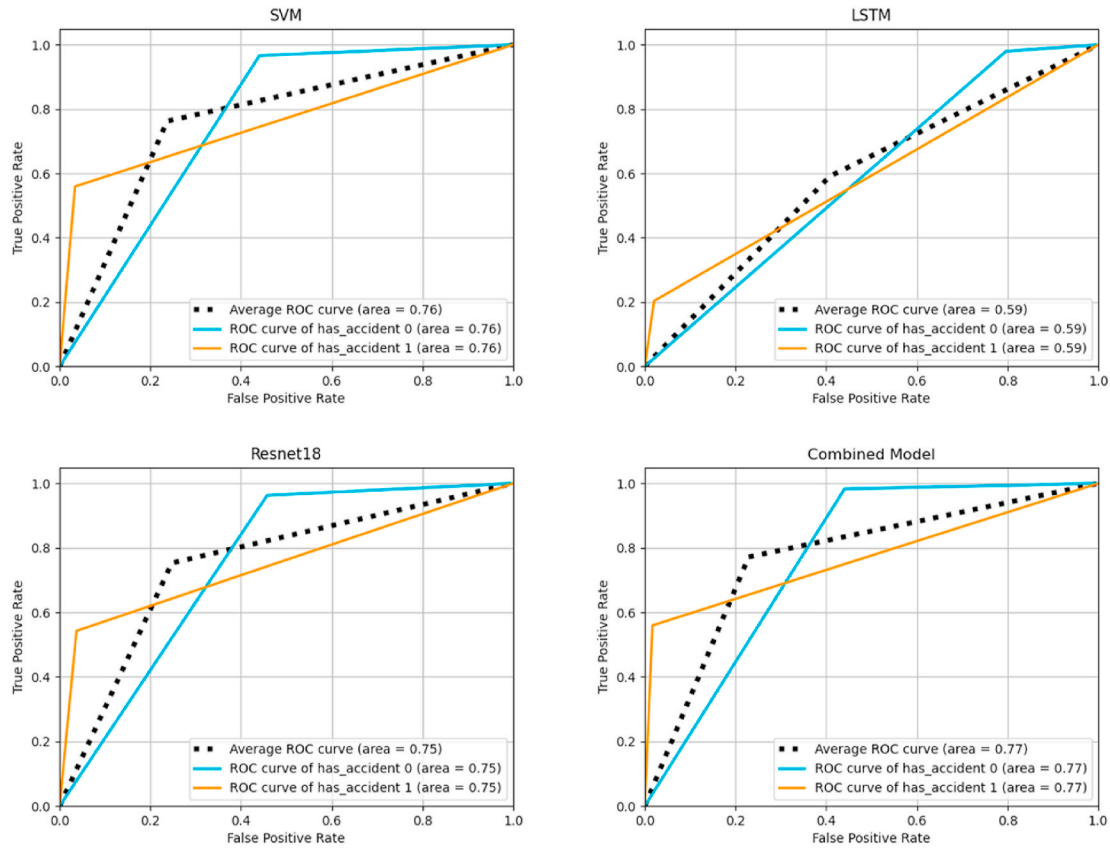 SVM
1.0
0.8
0.6
0.4
0.2
0.0
True Positive Rate
Average ROC curve (area = 0.76)
ROC curve of has_accident 0 (area = 0.76)
ROC curve of has_accident 1 (area = 0.76)
0.0 0.2 0.4 0.6 0.8 1.0
False Positive Rate
LSTM
1.0
0.8
0.6
0.4
0.2
0.0
True Positive Rate
Average ROC curve (area = 0.59)
ROC curve of has_accident 0 (area = 0.59)
ROC curve of has_accident 1 (area = 0.59)
0.0 0.2 0.4 0.6 0.8 1.0
False Positive Rate
Resnet18
1.0
0.8
0.6
0.4
0.2
0.0
True Positive Rate
Average ROC curve (area = 0.75)
ROC curve of has_accident 0 (area = 0.75)
ROC curve of has_accident 1 (area = 0.75)
0.0 0.2 0.4 0.6 0.8 1.0
False Positive Rate
Combined Model
1.0
0.8
0.6
0.4
0.2
0.0
True Positive Rate
Average ROC curve (area = 0.77)
ROC curve of has_accident 0 (area = 0.77)
ROC curve of has_accident 1 (area = 0.77)
0.0 0.2 0.4 0.6 0.8 1.0
False Positive Rate